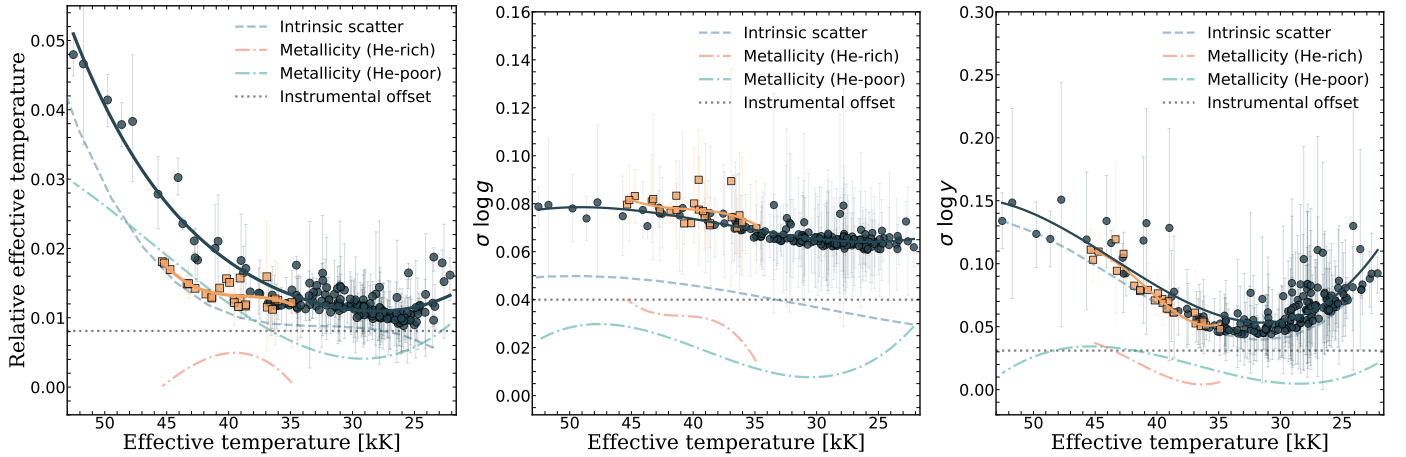 Relative effective temperature
0.05
0.04
0.03
0.02
0.01
0.00
Intrinsic scatter
Metallicity (He-rich)
Metallicity (He-poor)
Instrumental offset
50 45 40 35 30 25
Effective temperature [kK]
σ log g
0.16
0.14
0.12
0.10
0.08
0.06
0.04
0.02
0.00
Intrinsic scatter
Metallicity (He-rich)
Metallicity (He-poor)
Instrumental offset
50 45 40 35 30 25
Effective temperature [kK]
σ log y
0.30
0.25
0.20
0.15
0.10
0.05
0.00
Intrinsic scatter
Metallicity (He-rich)
Metallicity (He-poor)
Instrumental offset
50 45 40 35 30 25
Effective temperature [kK]